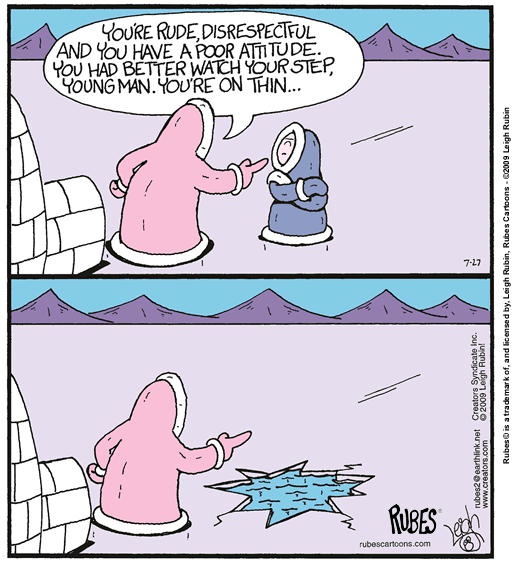 YOU'RE RUDE, DISRESPECTFUL
AND YOU HAVE A POOR ATTITUDE.
YOU HAD BETTER WATCH YOUR STEP,
YOUNG MAN. YOU'RE ON THIN...
7-27
Rubes® is a trademark of, and licensed by, Leigh Rubin, Rubes Cartoons - ©2009 Leigh Rubin
rubes2@earthlink.net Creators Syndicate Inc.
www.creators.com © 2009 Leigh Rubin!
RUBES®
rubescartoons.com